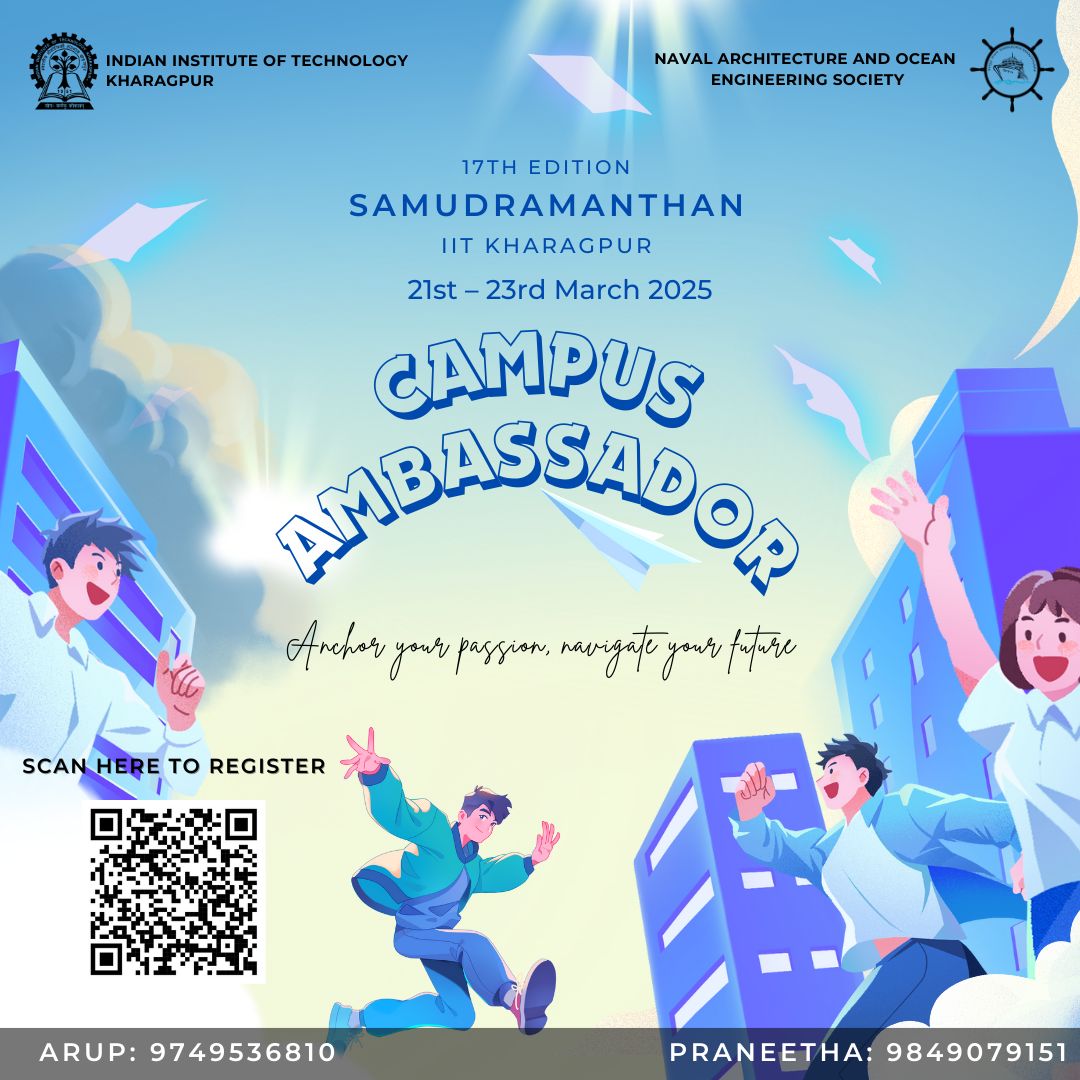 INDIAN INSTITUTE OF TECHNOLOGY
KHARAGPUR
NAVAL ARCHITECTURE AND OCEAN
ENGINEERING SOCIETY
17TH EDITION
SAMUDRAMANTHAN
IIT KHARAGPUR
21st – 23rd March 2025
CAMPUS
AMBASSADOR
Anchor your passion, navigate your future
SCAN HERE TO REGISTER
ARUP: 9749536810
PRANEETHA: 9849079151